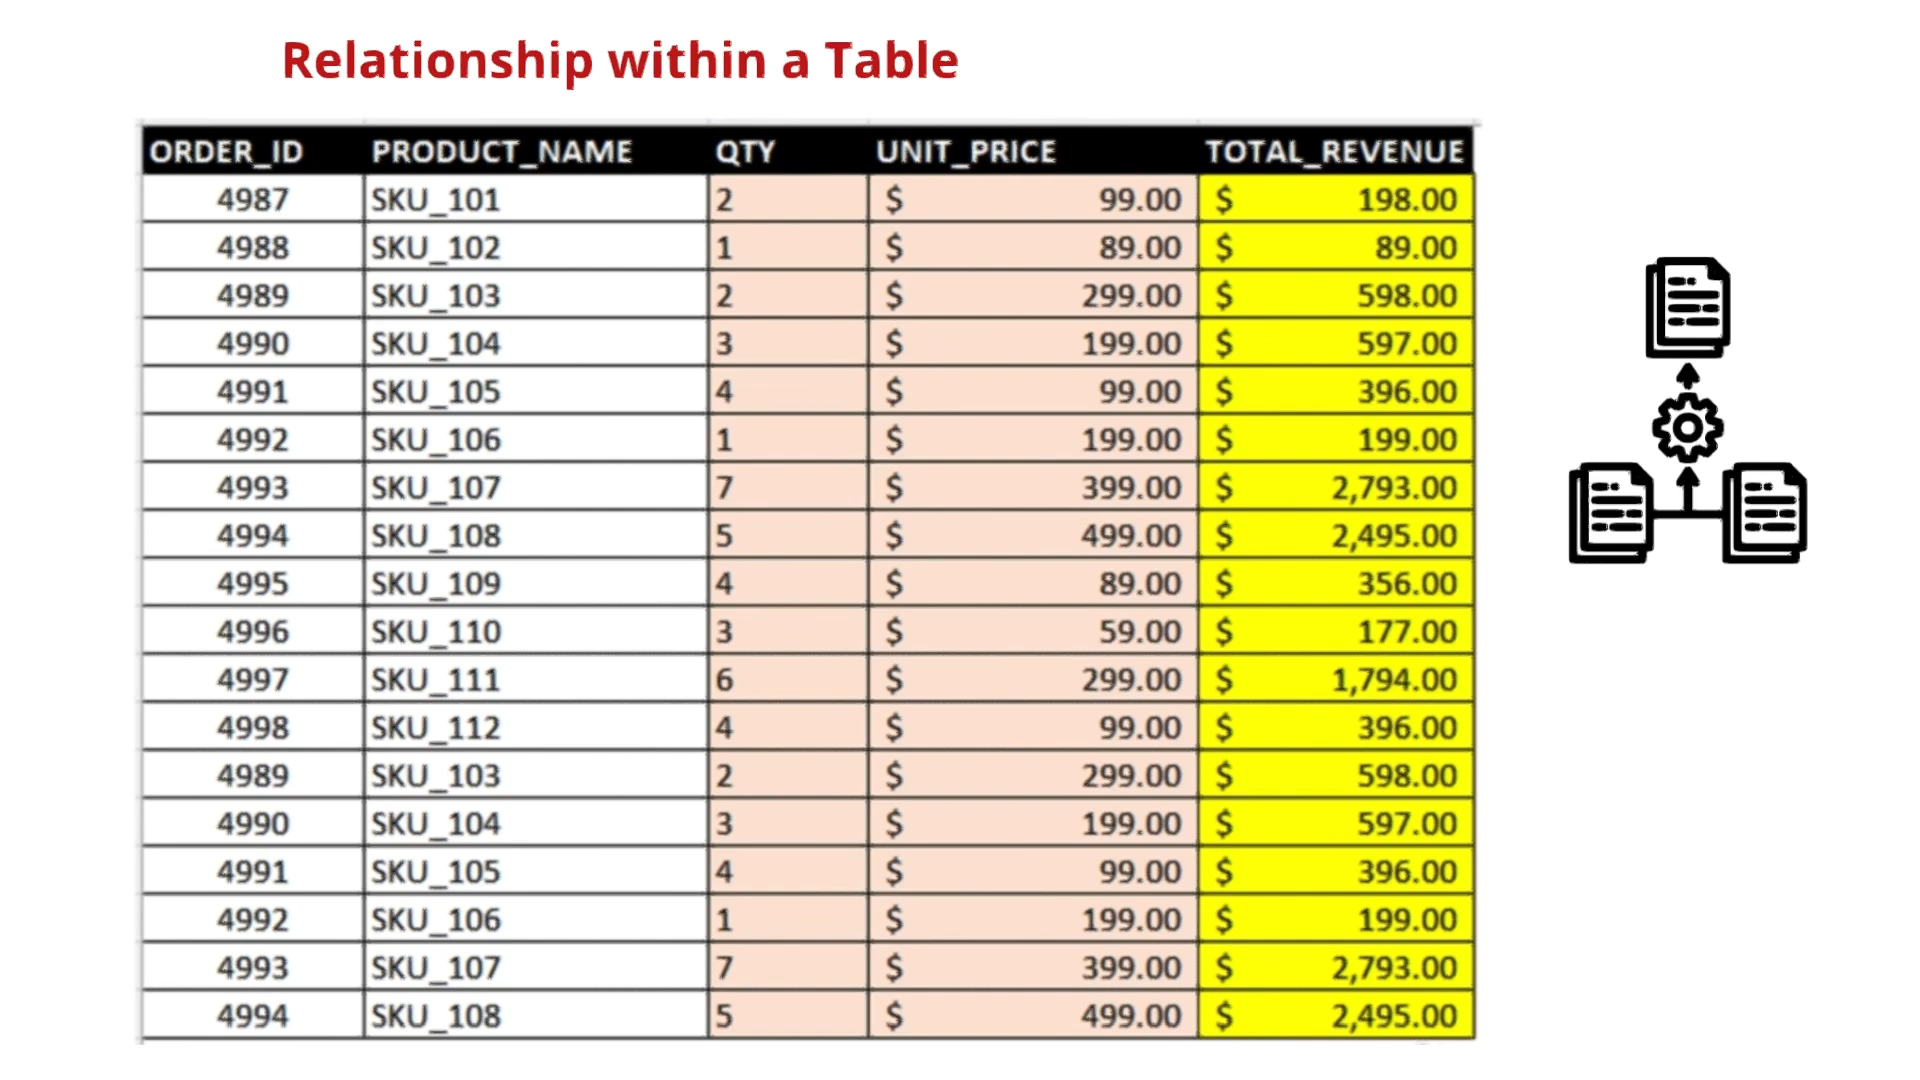 Relationship within a Table
ORDER_ID PRODUCT_NAME QTY UNIT_PRICE TOTAL_REVENUE
4987 SKU_101 2 $ 99.00 $ 198.00
4988 SKU_102 1 $ 89.00 $ 89.00
4989 SKU_103 2 $ 299.00 $ 598.00
4990 SKU_104 3 $ 199.00 $ 597.00
4991 SKU_105 4 $ 99.00 $ 396.00
4992 SKU_106 1 $ 199.00 $ 199.00
4993 SKU_107 7 $ 399.00 $ 2,793.00
4994 SKU_108 5 $ 499.00 $ 2,495.00
4995 SKU_109 4 $ 89.00 $ 356.00
4996 SKU_110 3 $ 59.00 $ 177.00
4997 SKU_111 6 $ 299.00 $ 1,794.00
4998 SKU_112 4 $ 99.00 $ 396.00
4989 SKU_103 2 $ 299.00 $ 598.00
4990 SKU_104 3 $ 199.00 $ 597.00
4991 SKU_105 4 $ 99.00 $ 396.00
4992 SKU_106 1 $ 199.00 $ 199.00
4993 SKU_107 7 $ 399.00 $ 2,793.00
4994 SKU_108 5 $ 499.00 $ 2,495.00